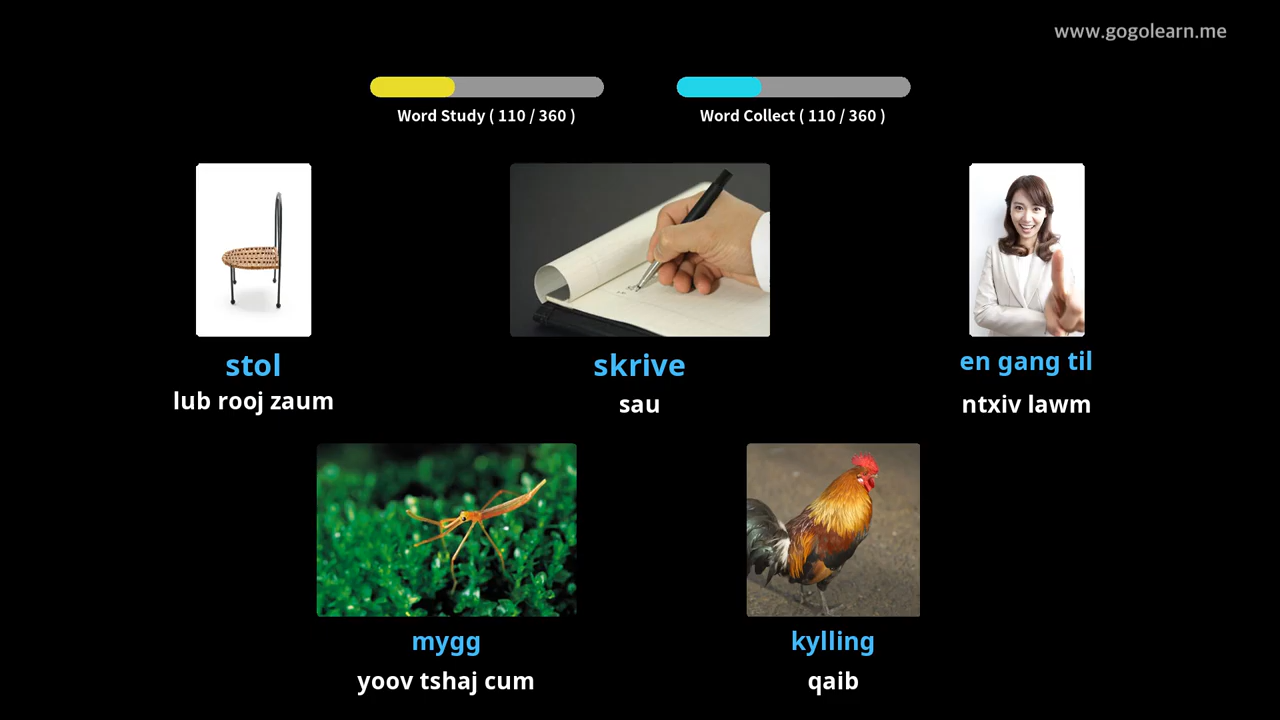 www.gogolearn.me
Word Study ( 110 / 360 )
Word Collect ( 110 / 360 )
stol
lub rooj zaum
skrive
sau
en gang til
ntxiv lawm
mygg
yoov tshaj cum
kylling
qaib